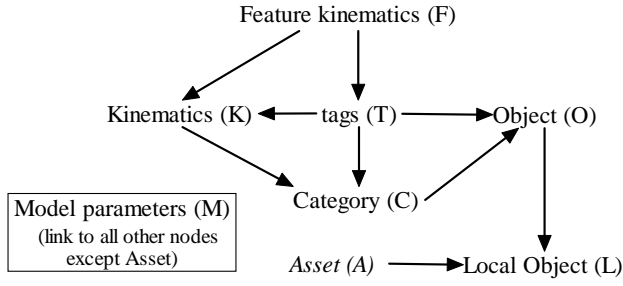 Feature kinematics (F)
Kinematics (K)
tags (T)
Object (O)
Category (C)
Model parameters (M)
(link to all other nodes
except Asset)
Asset (A)
Local Object (L)